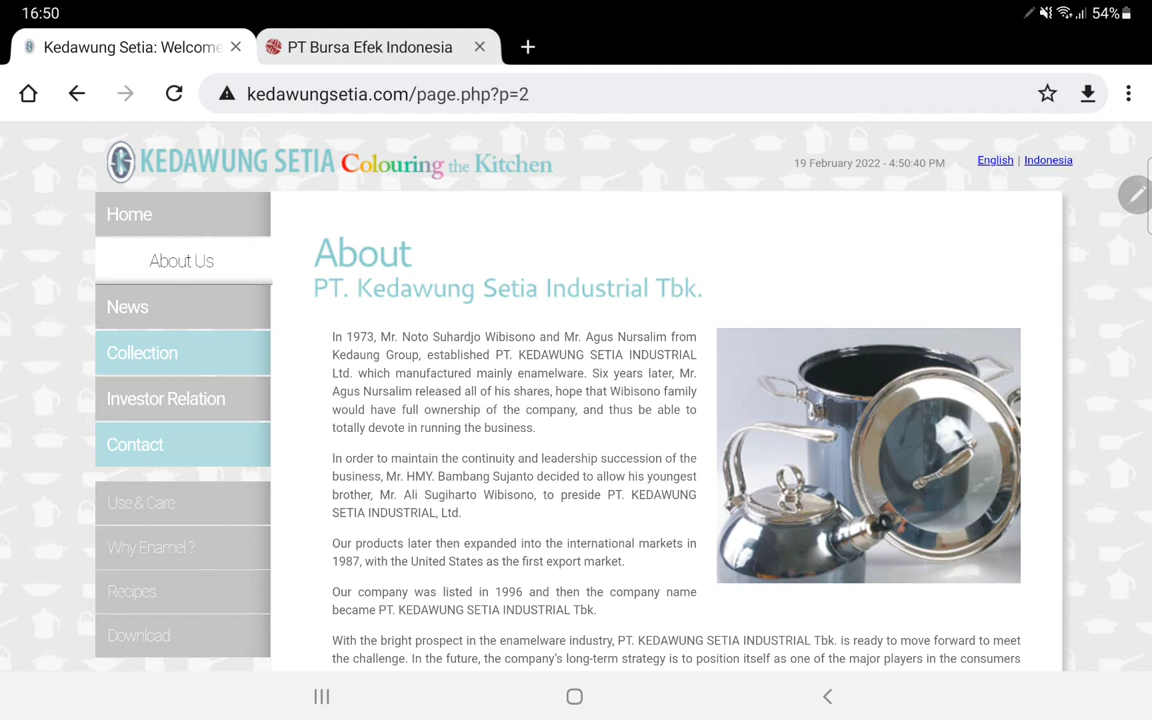 16:50
54%
Kedawung Setia: Welcome
PT Bursa Efek Indonesia
kedawungsetia.com/page.php?p=2
KEDAWUNG SETIA Colouring the Kitchen
19 February 2022 - 4:50:40 PM
English | Indonesia
Home
About Us
News
Collection
Investor Relation
Contact
Use & Care
Why Enamel ?
Recipes
Download
About
PT. Kedawung Setia Industrial Tbk.
In 1973, Mr. Noto Suhardjo Wibisono and Mr. Agus Nursalim from
Kedaung Group, established PT. KEDAWUNG SETIA INDUSTRIAL
Ltd. which manufactured mainly enamelware. Six years later, Mr.
Agus Nursalim released all of his shares, hope that Wibisono family
would have full ownership of the company, and thus be able to
totally devote in running the business.
In order to maintain the continuity and leadership succession of the
business, Mr. HMY. Bambang Sujanto decided to allow his youngest
brother, Mr. Ali Sugiharto Wibisono, to preside PT. KEDAWUNG
SETIA INDUSTRIAL, Ltd.
Our products later then expanded into the international markets in
1987, with the United States as the first export market.
Our company was listed in 1996 and then the company name
became PT. KEDAWUNG SETIA INDUSTRIAL Tbk.
With the bright prospect in the enamelware industry, PT. KEDAWUNG SETIA INDUSTRIAL Tbk. is ready to move forward to meet
the challenge. In the future, the company's long-term strategy is to position itself as one of the major players in the consumers